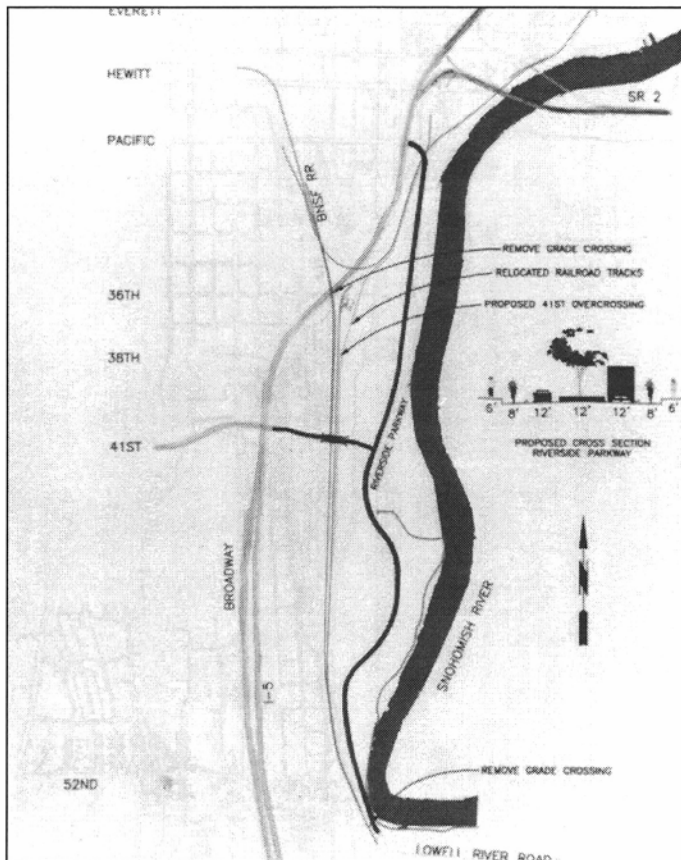 EVERETT
HEWITT
SR 2
PACIFIC
BNSF RR
REMOVE GRADE CROSSING
RELOCATED RAILROAD TRACKS
36TH
PROPOSED 41ST OVERCROSSING
38TH
6' 8' 12' 12' 12' 8' 6'
PROPOSED CROSS SECTION
RIVERSIDE PARKWAY
41ST
RIVERSIDE PARKWAY
BROADWAY
SNOHOMISH RIVER
I-5
REMOVE GRADE CROSSING
52ND
LOWELL RIVER ROAD